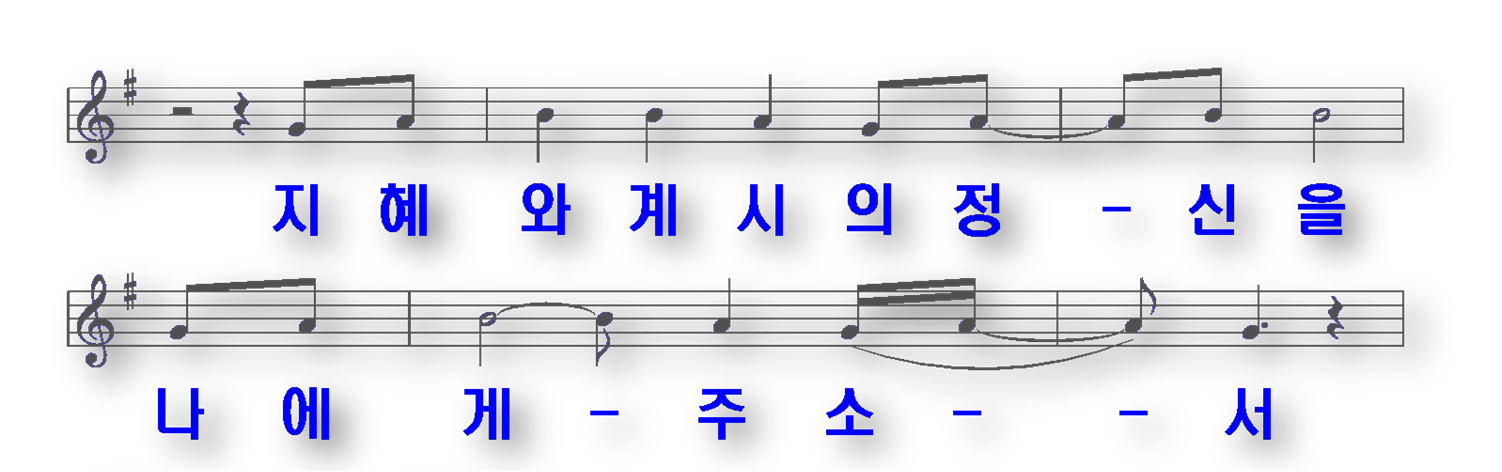 지 혜 와 계 시 의 정 - 신 을
나 에 게 - 주 소 - - 서